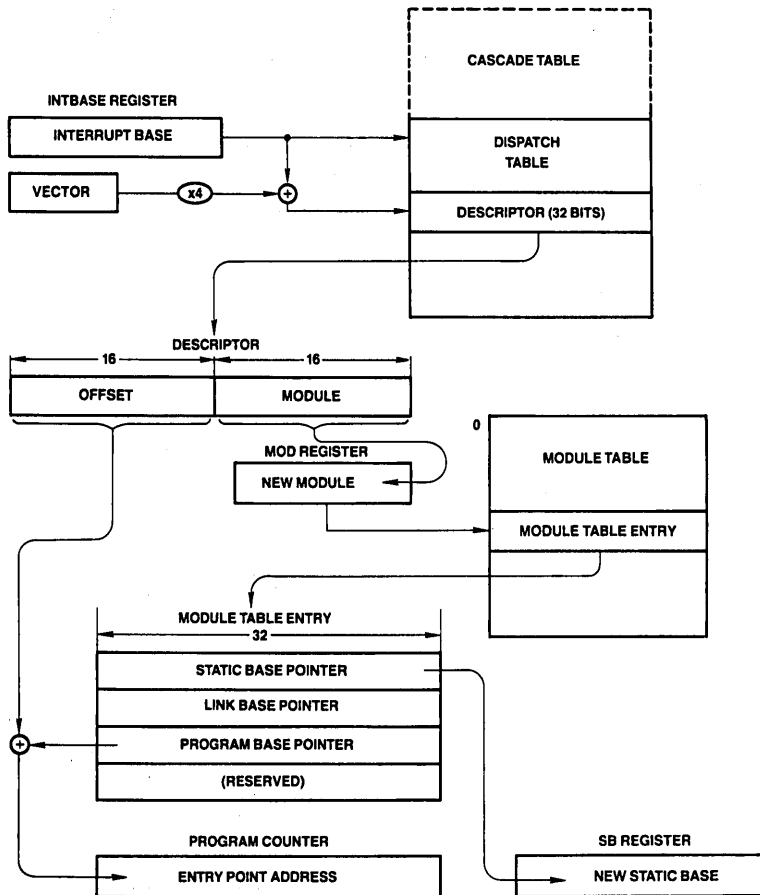 CASCADE TABLE
INTBASE REGISTER
INTERRUPT BASE
DISPATCH
TABLE
VECTOR
x4
+
DESCRIPTOR (32 BITS)
DESCRIPTOR
16
16
OFFSET
MODULE
0
MOD REGISTER
NEW MODULE
MODULE TABLE
MODULE TABLE ENTRY
MODULE TABLE ENTRY
32
STATIC BASE POINTER
LINK BASE POINTER
+
PROGRAM BASE POINTER
(RESERVED)
PROGRAM COUNTER
ENTRY POINT ADDRESS
SB REGISTER
NEW STATIC BASE